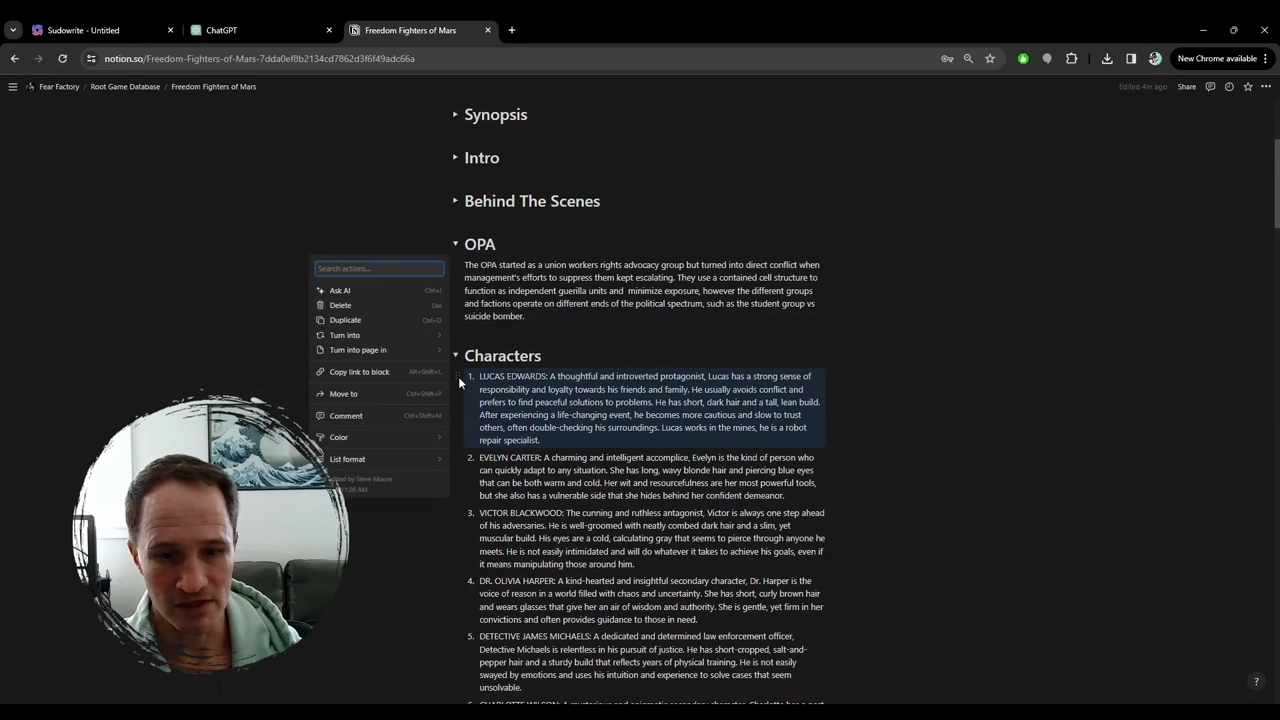 Sudowrite - Untitled
ChatGPT
Freedom Fighters of Mars
notion.so/Freedom-Fighters-of-Mars-7dda0ef8b2134cd7862d3f6f49adc66a
New Chrome available
Fear Factory / Root Game Database / Freedom Fighters of Mars
Edited 4m ago
Share
Synopsis
Intro
Behind The Scenes
OPA
The OPA started as a union workers rights advocacy group but turned into direct conflict when
management's efforts to suppress them kept escalating. They use a contained cell structure to
function as independent guerilla units and minimize exposure, however the different groups
and factions operate on different ends of the political spectrum, such as the student group vs
suicide bomber.
Search actions...
Ask AI Ctrl+J
Delete Del
Duplicate Ctrl+D
Turn into
Turn into page in
Copy link to block Alt+Shift+L
Move to Ctrl+Shift+P
Comment Ctrl+Shift+M
Color
List format
edited by Steve Moore
11:26 AM
Characters
1. LUCAS EDWARDS: A thoughtful and introverted protagonist, Lucas has a strong sense of
responsibility and loyalty towards his friends and family. He usually avoids conflict and
prefers to find peaceful solutions to problems. He has short, dark hair and a tall, lean build.
After experiencing a life-changing event, he becomes more cautious and slow to trust
others, often double-checking his surroundings. Lucas works in the mines, he is a robot
repair specialist.
2. EVELYN CARTER: A charming and intelligent accomplice, Evelyn is the kind of person who
can quickly adapt to any situation. She has long, wavy blonde hair and piercing blue eyes
that can be both warm and cold. Her wit and resourcefulness are her most powerful tools,
but she also has a vulnerable side that she hides behind her confident demeanor.
3. VICTOR BLACKWOOD: The cunning and ruthless antagonist, Victor is always one step ahead
of his adversaries. He is well-groomed with neatly combed dark hair and a slim, yet
muscular build. His eyes are a cold, calculating gray that seems to pierce through anyone he
meets. He is not easily intimidated and will do whatever it takes to achieve his goals, even if
it means manipulating those around him.
4. DR. OLIVIA HARPER: A kind-hearted and insightful secondary character, Dr. Harper is the
voice of reason in a world filled with chaos and uncertainty. She has short, curly brown hair
and wears glasses that give her an air of wisdom and authority. She is gentle, yet firm in her
convictions and often provides guidance to those in need.
5. DETECTIVE JAMES MICHAELS: A dedicated and determined law enforcement officer,
Detective Michaels is relentless in his pursuit of justice. He has short-cropped, salt-and-
pepper hair and a sturdy build that reflects years of physical training. He is not easily
swayed by emotions and uses his intuition and experience to solve cases that seem
unsolvable.